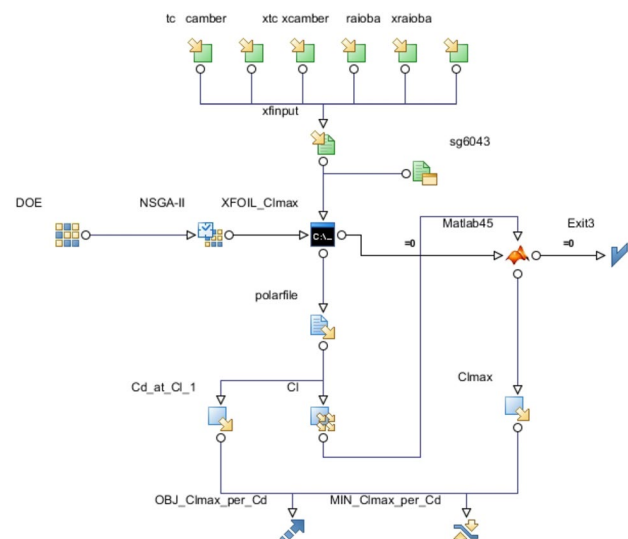 tc camber xtc xcamber raioba xraioba
xfinput
sg6043
DOE NSGA-II XFOIL_Clmax Matlab45 Exit3
C:\_
=0 =0
polarfile
Cd_at_Cl_1 Cl Clmax
OBJ_Clmax_per_Cd MIN_Clmax_per_Cd